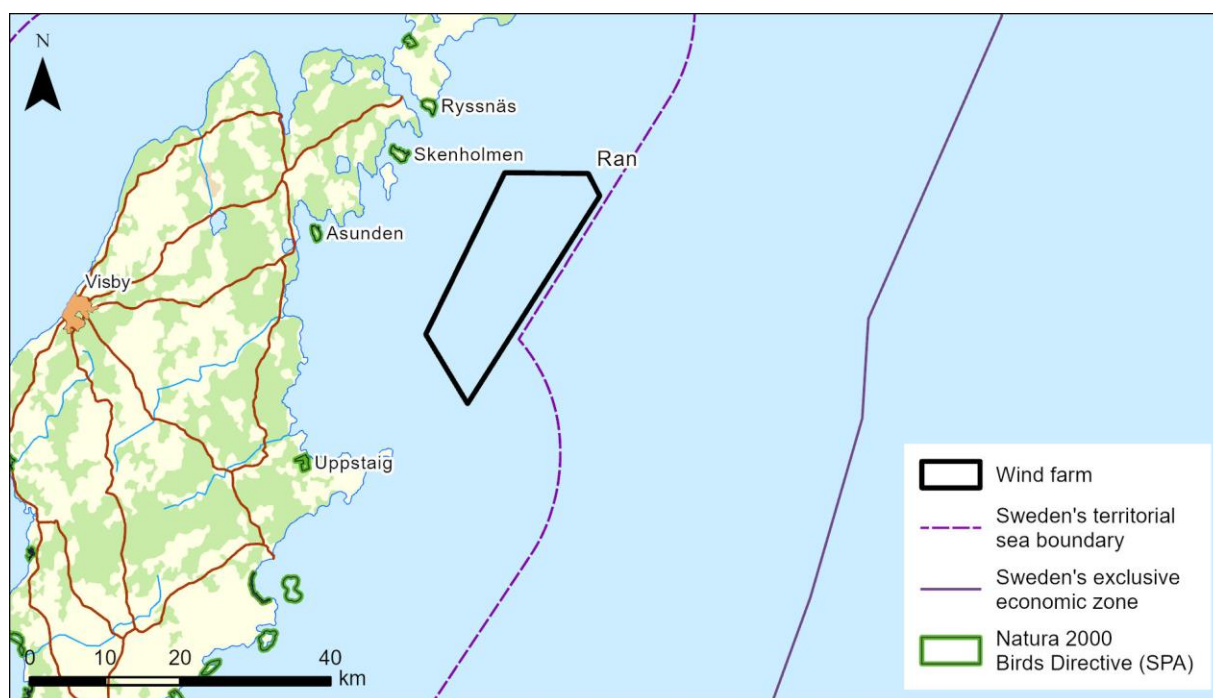 N
Ryssnäs
Skenholmen
Ran
Asunden
Visby
Uppstaig
Wind farm
Sweden's territorial
sea boundary
Sweden's exclusive
economic zone
Natura 2000
Birds Directive (SPA)
0 10 20 40
km